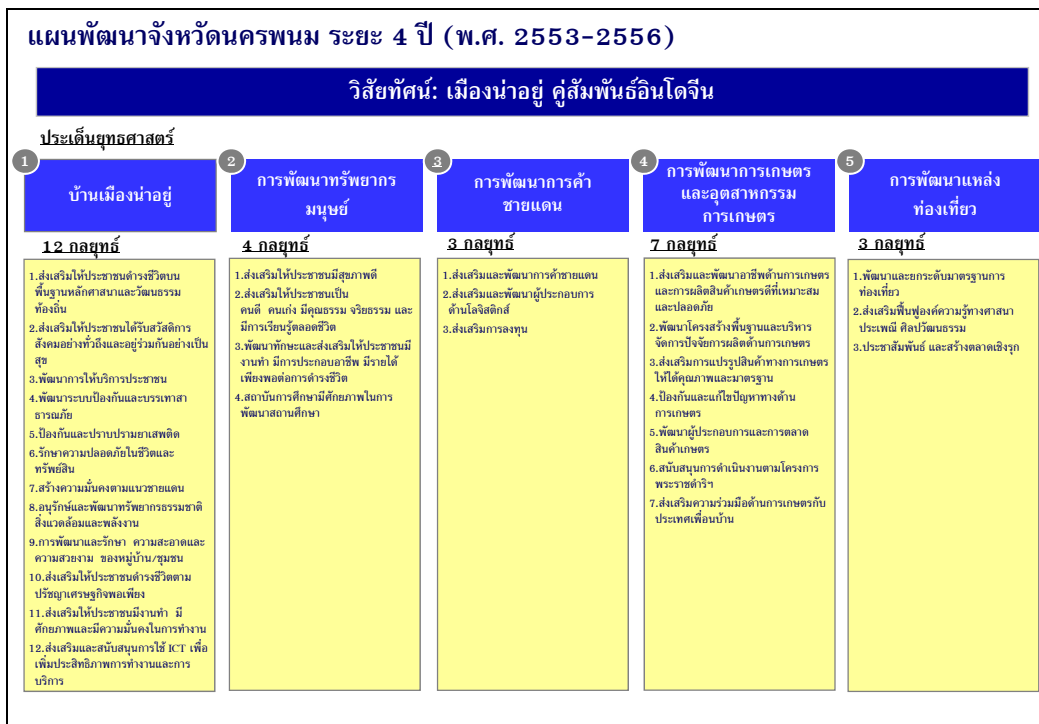 แผนพัฒนาจังหวัดนครพนม ระยะ 4 ปี (พ.ศ. 2553-2556)
วิสัยทัศน์: เมืองน่าอยู่ คู่สัมพันธ์อินโดจีน
ประเด็นยุทธศาสตร์
1
บ้านเมืองน่าอยู่
12 กลยุทธ์
1.ส่งเสริมให้ประชาชนดำรงชีวิตบน
พื้นฐานหลักศาสนาและวัฒนธรรม
ท้องถิ่น
2.ส่งเสริมให้ประชาชนได้รับสวัสดิการ
สังคมอย่างทั่วถึงและอยู่ร่วมกันอย่างเป็น
สุข
3.พัฒนาการให้บริการประชาชน
4.พัฒนาระบบป้องกันและบรรเทาสา
ธารณภัย
5.ป้องกันและปราบปรามยาเสพติด
6.รักษาความปลอดภัยในชีวิตและ
ทรัพย์สิน
7.สร้างความมั่นคงตามแนวชายแดน
8.อนุรักษ์และพัฒนาทรัพยากรธรรมชาติ
สิ่งแวดล้อมและพลังงาน
9.การพัฒนาและรักษา ความสะอาดและ
ความสวยงาม ของหมู่บ้าน/ชุมชน
10.ส่งเสริมให้ประชาชนดำรงชีวิตตาม
ปรัชญาเศรษฐกิจพอเพียง
11.ส่งเสริมให้ประชาชนมีงานทำ มี
ศักยภาพและมีความมั่นคงในการทำงาน
12.ส่งเสริมและสนับสนุนการใช้ ICT เพื่อ
เพิ่มประสิทธิภาพการทำงานและการ
บริการ
2
การพัฒนาทรัพยากร
มนุษย์
4 กลยุทธ์
1.ส่งเสริมให้ประชาชนมีสุขภาพดี
2.ส่งเสริมให้ประชาชนเป็น
คนดี คนเก่ง มีคุณธรรม จริยธรรม และ
มีการเรียนรู้ตลอดชีวิต
3.พัฒนาทักษะและส่งเสริมให้ประชาชนมี
งานทำ มีการประกอบอาชีพ มีรายได้
เพียงพอต่อการดำรงชีวิต
4.สถาบันการศึกษามีศักยภาพในการ
พัฒนาสถานศึกษา
3
การพัฒนาการค้า
ชายแดน
3 กลยุทธ์
1.ส่งเสริมและพัฒนาการค้าชายแดน
2.ส่งเสริมและพัฒนาผู้ประกอบการ
ด้านโลจิสติกส์
3.ส่งเสริมการลงทุน
4
การพัฒนาการเกษตร
และอุตสาหกรรม
การเกษตร
7 กลยุทธ์
1.ส่งเสริมและพัฒนาอาชีพด้านการเกษตร
และการผลิตสินค้าเกษตรดีที่เหมาะสม
และปลอดภัย
2.พัฒนาโครงสร้างพื้นฐานและบริหาร
จัดการปัจจัยการผลิตด้านการเกษตร
3.ส่งเสริมการแปรรูปสินค้าทางการเกษตร
ให้ได้คุณภาพและมาตรฐาน
4.ป้องกันและแก้ไขปัญหาทางด้าน
การเกษตร
5.พัฒนาผู้ประกอบการและการตลาด
สินค้าเกษตร
6.สนับสนุนการดำเนินงานตามโครงการ
พระราชดำริฯ
7.ส่งเสริมความร่วมมือด้านการเกษตรกับ
ประเทศเพื่อนบ้าน
5
การพัฒนาแหล่ง
ท่องเที่ยว
3 กลยุทธ์
1.พัฒนาและยกระดับมาตรฐานการ
ท่องเที่ยว
2.ส่งเสริมฟื้นฟูองค์ความรู้ทางศาสนา
ประเพณี ศิลปวัฒนธรรม
3.ประชาสัมพันธ์ และสร้างตลาดเชิงรุก